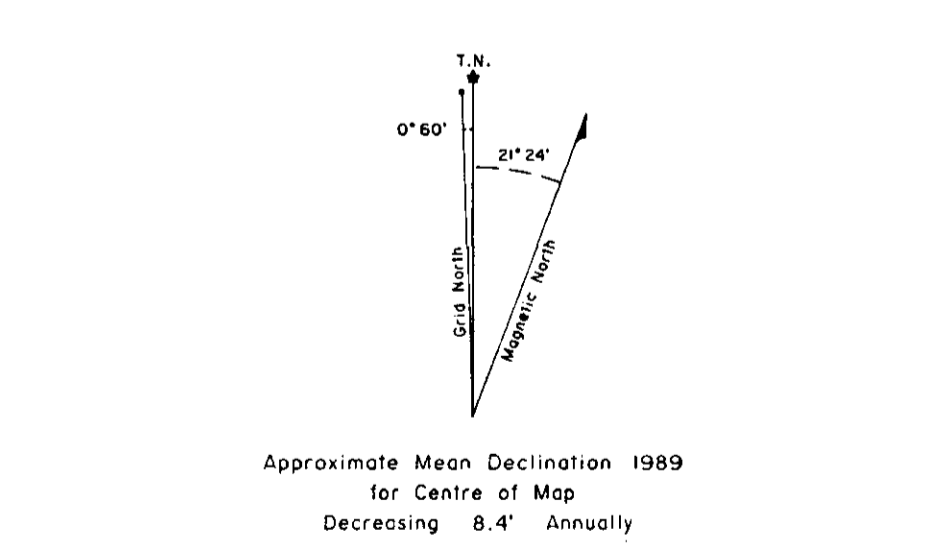 T.N.
0° 60'
21° 24'
Grid North
Magnetic North
Approximate Mean Declination 1989
for Centre of Map
Decreasing 8.4' Annually